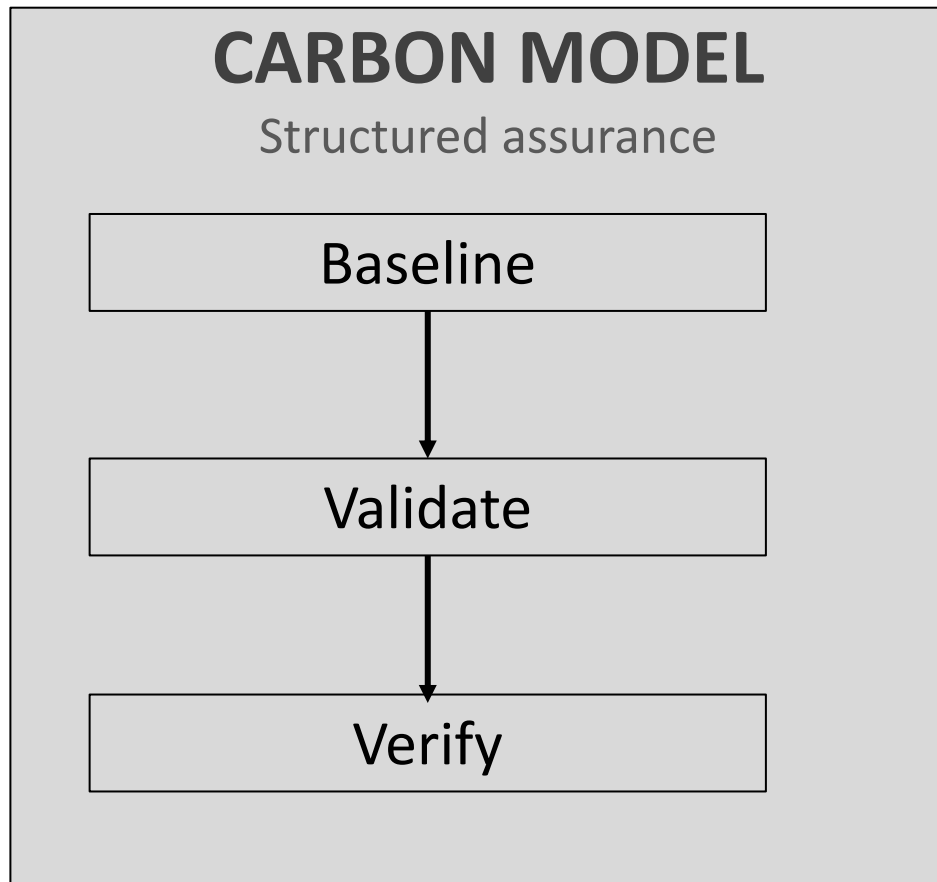 CARBON MODEL
Structured assurance
Baseline
Validate
Verify